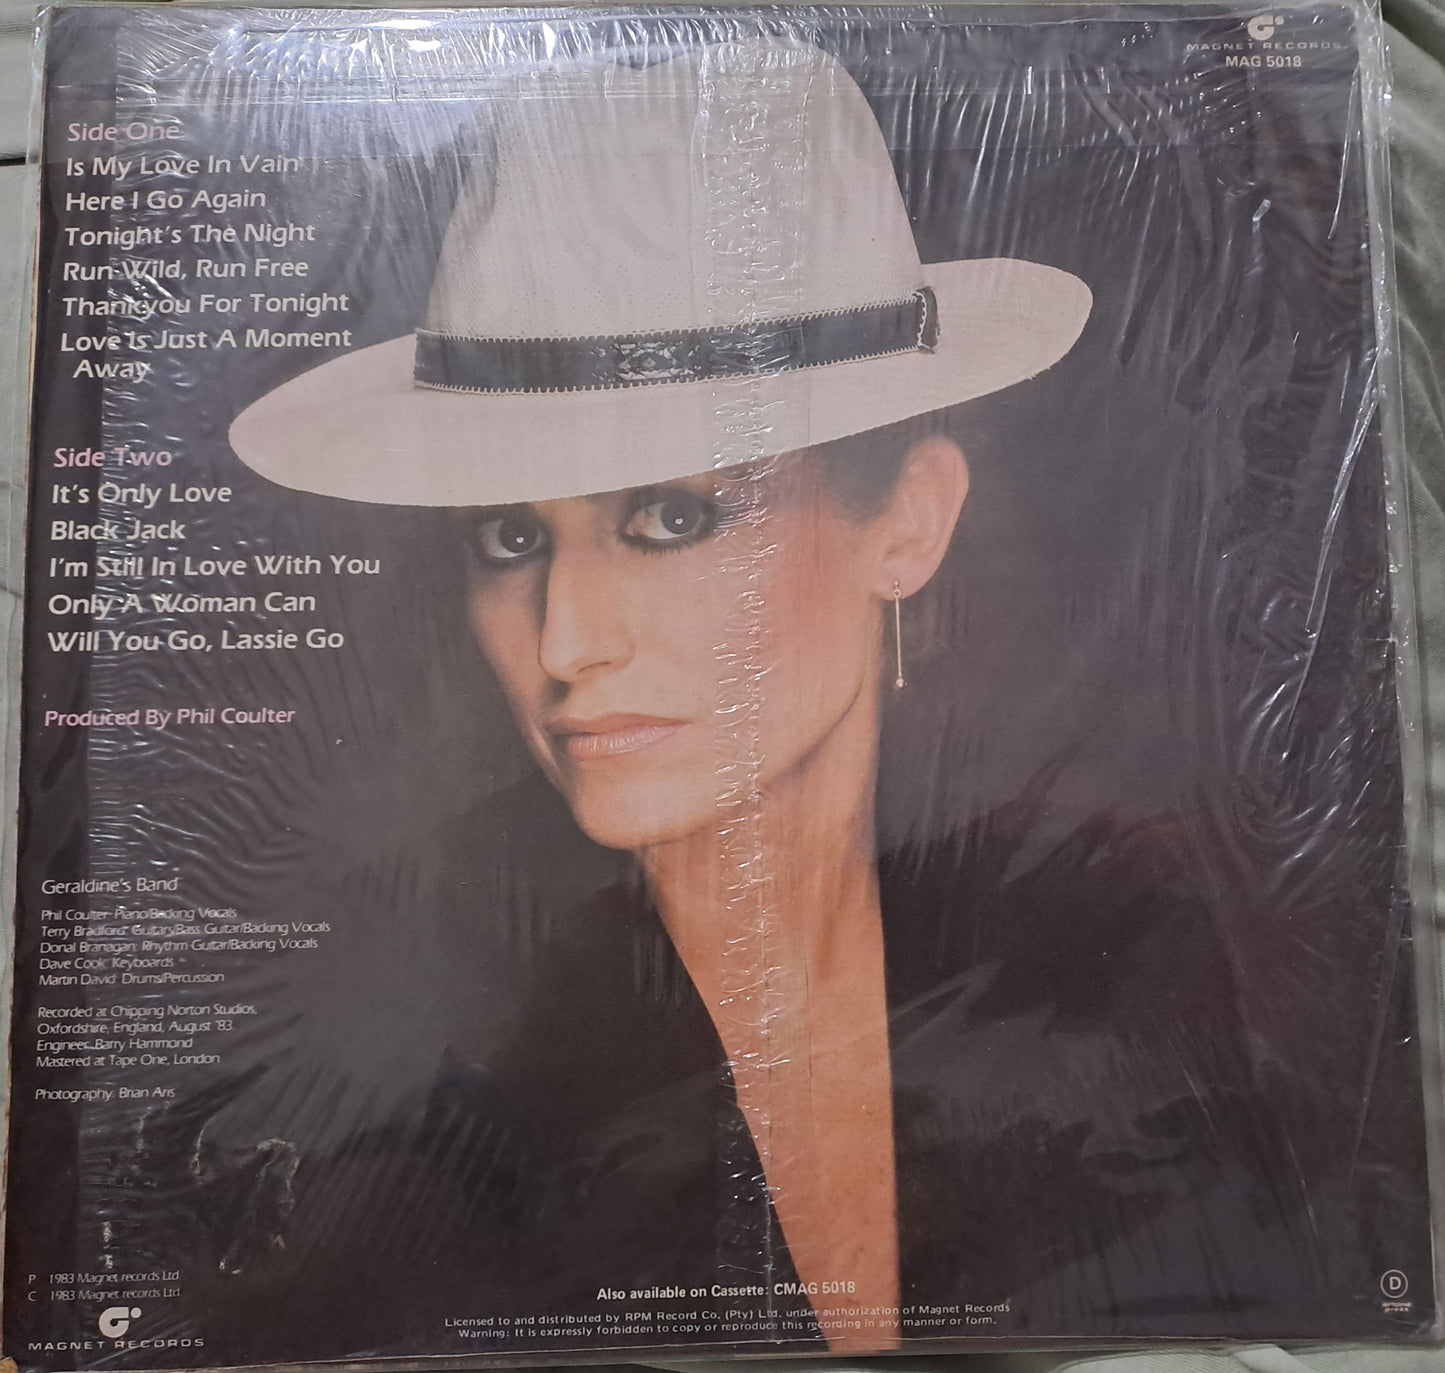 MAGNET RECORDS
MAG 5018
Side One
Is My Love In Vain
Here I Go Again
Tonight's The Night
Run Wild, Run Free
Thankyou For Tonight
Love Is Just A Moment
Away
Side Two
It's Only Love
Black Jack
I'm Still In Love With You
Only A Woman Can
Will You Go, Lassie Go
Produced By Phil Coulter
Geraldine's Band
Phil Coulter: Piano/Backing Vocals
Terry Bradford: Guitars/Bass Guitar/Backing Vocals
Donal Branagan: Rhythm Guitar/Backing Vocals
Dave Cook: Keyboards
Martin David: Drums/Percussion
Recorded at Chipping Norton Studios,
Oxfordshire, England, August '83
Engineer: Barry Hammond
Mastered at Tape One, London
Photography: Brian Aris
P 1983 Magnet records Ltd
C 1983 Magnet records Ltd
MAGNET RECORDS
Also available on Cassette: CMAG 5018
Licensed to and distributed by RPM Record Co. (Pty) Ltd. under authorization of Magnet Records
Warning: It is expressly forbidden to copy or reproduce this recording in any manner or form.
D